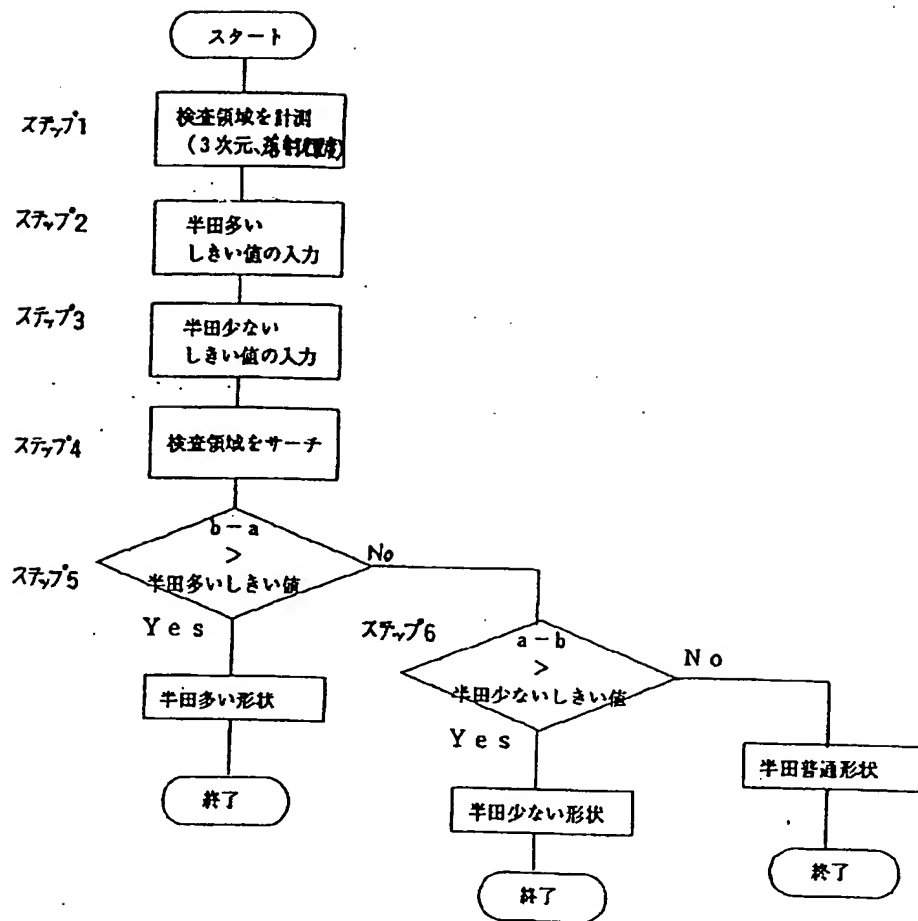 スタート
ステップ1
検査領域を計測
(3次元、
ステップ2
半田多い
しきい値の入力
ステップ3
半田少ない
しきい値の入力
ステップ4
検査領域をサーチ
ステップ5
b－a
>
半田多いしきい値
No
Yes
半田多い形状
終了
ステップ6
a－b
>
半田少ないしきい値
No
Yes
半田少ない形状
終了
半田普通形状
終了